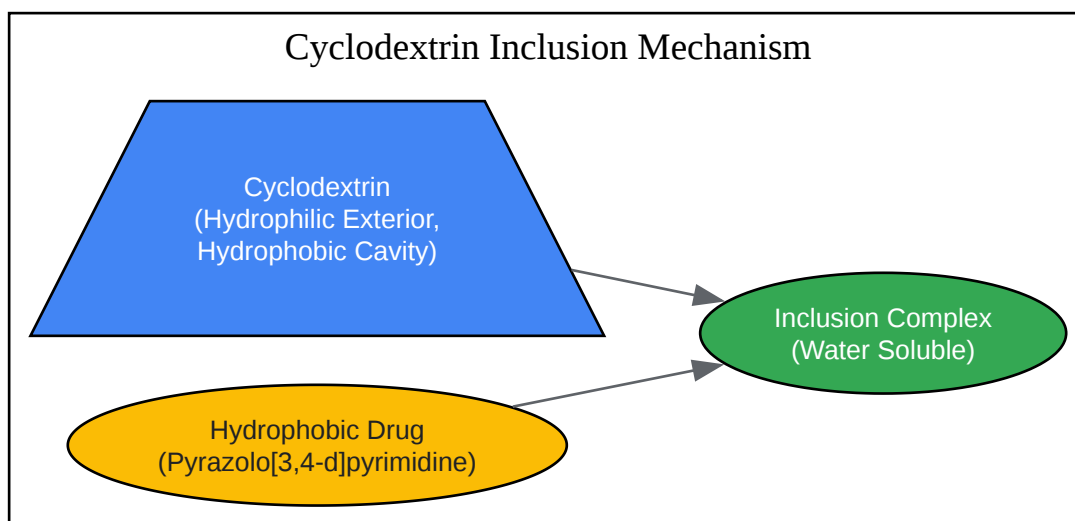 Cyclodextrin Inclusion Mechanism
Cyclodextrin
(Hydrophilic Exterior,
Hydrophobic Cavity)
Inclusion Complex
(Water Soluble)
Hydrophobic Drug
(Pyrazolo[3,4-d]pyrimidine)